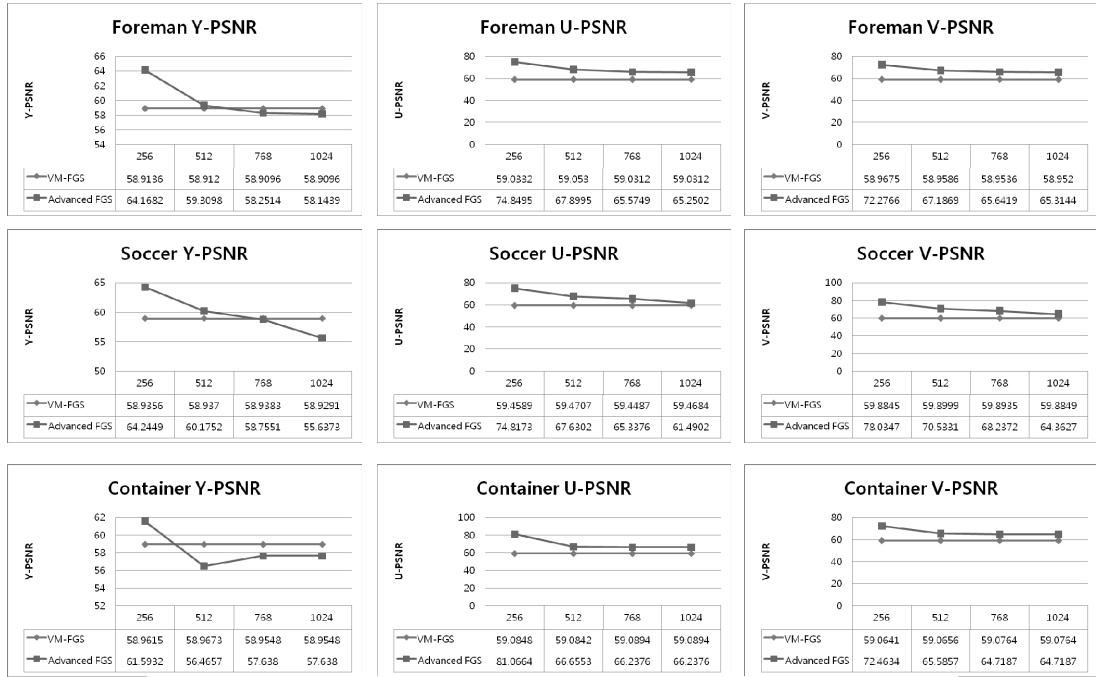 Foreman Y-PSNR
Y-PSNR
66
64
62
60
58
56
54
256 512 768 1024
VM-FGS 58.9136 58.912 58.9096 58.9096
Advanced FGS 64.1682 59.3098 58.2514 58.1439
Foreman U-PSNR
U-PSNR
80
60
40
20
0
256 512 768 1024
VM-FGS 59.0332 59.053 59.0312 59.0312
Advanced FGS 74.8495 67.8995 65.5749 65.2502
Foreman V-PSNR
V-PSNR
80
60
40
20
0
256 512 768 1024
VM-FGS 58.9675 58.9586 58.9536 58.952
Advanced FGS 72.2766 67.1869 65.6419 65.3144
Soccer Y-PSNR
Y-PSNR
65
60
55
50
256 512 768 1024
VM-FGS 58.9356 58.937 58.9383 58.9291
Advanced FGS 64.2449 60.1752 58.7551 55.6373
Soccer U-PSNR
U-PSNR
80
60
40
20
0
256 512 768 1024
VM-FGS 59.4589 59.4707 59.4487 59.4684
Advanced FGS 74.8173 67.6302 65.3376 61.4902
Soccer V-PSNR
V-PSNR
100
80
60
40
20
0
256 512 768 1024
VM-FGS 59.8845 59.8999 59.8935 59.8849
Advanced FGS 78.0347 70.5331 68.2372 64.3627
Container Y-PSNR
Y-PSNR
62
60
58
56
54
52
256 512 768 1024
VM-FGS 58.9615 58.9673 58.9548 58.9548
Advanced FGS 61.5932 56.4657 57.638 57.638
Container U-PSNR
U-PSNR
100
80
60
40
20
0
256 512 768 1024
VM-FGS 59.0848 59.0842 59.0894 59.0894
Advanced FGS 81.0664 66.6553 66.2376 66.2376
Container V-PSNR
V-PSNR
80
60
40
20
0
256 512 768 1024
VM-FGS 59.0641 59.0656 59.0764 59.0764
Advanced FGS 72.4634 65.5857 64.7187 64.7187